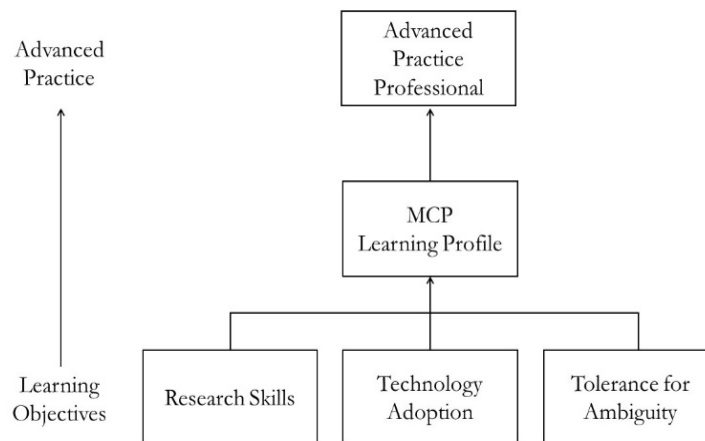 Advanced
Practice
Advanced
Practice
Professional
MCP
Learning Profile
Learning
Objectives
Research Skills
Technology
Adoption
Tolerance for
Ambiguity